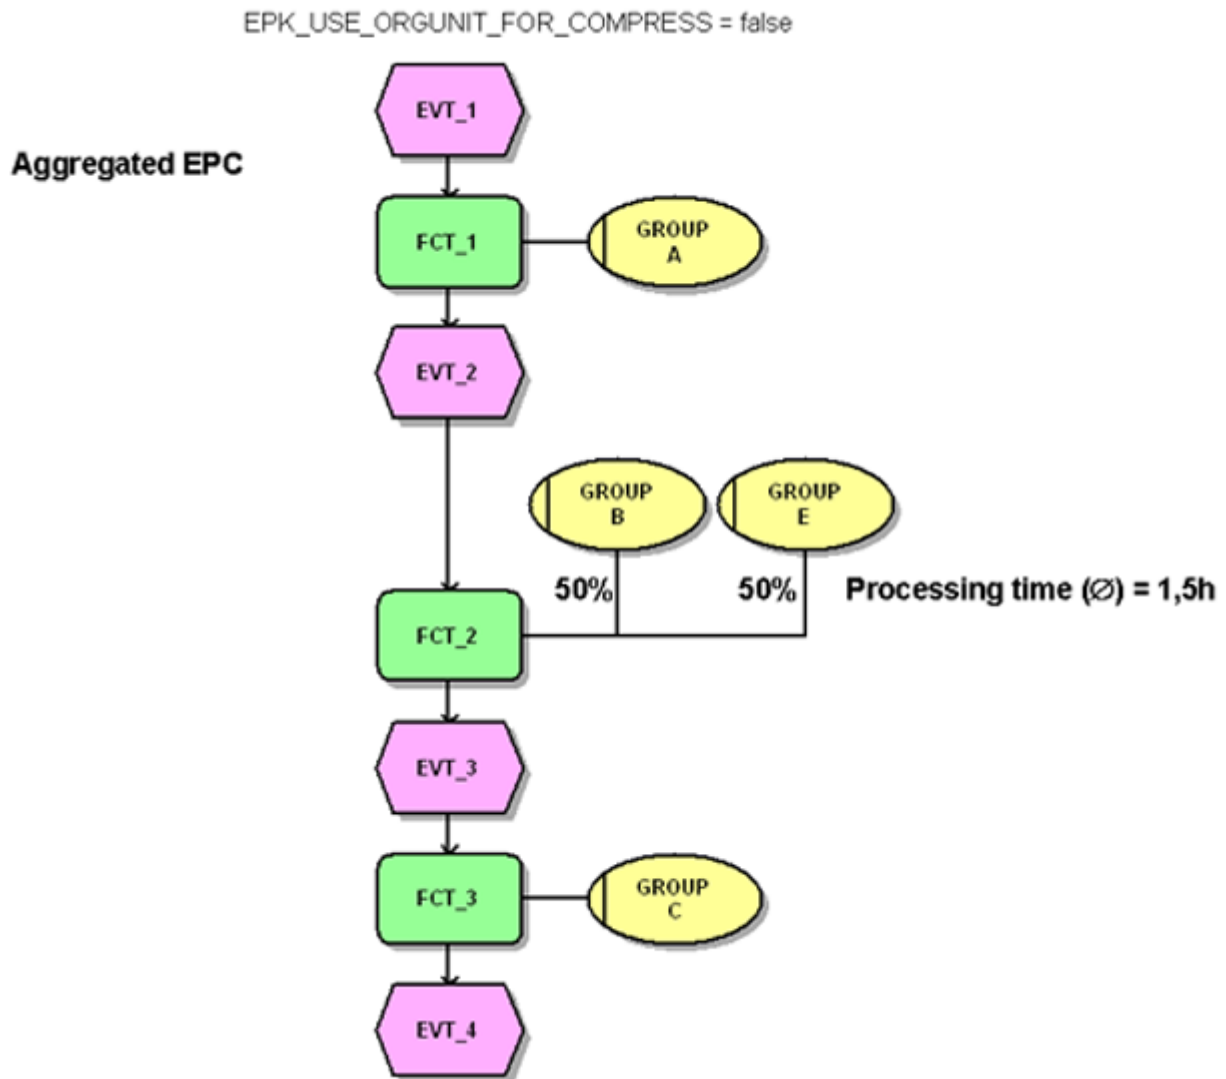 EPK_USE_ORGUNIT_FOR_COMPRESS = false
EVT_1
Aggregated EPC
FCT_1
GROUP
A
EVT_2
GROUP
B
GROUP
E
50%
50%
Processing time (∅) = 1,5h
FCT_2
EVT_3
FCT_3
GROUP
C
EVT_4